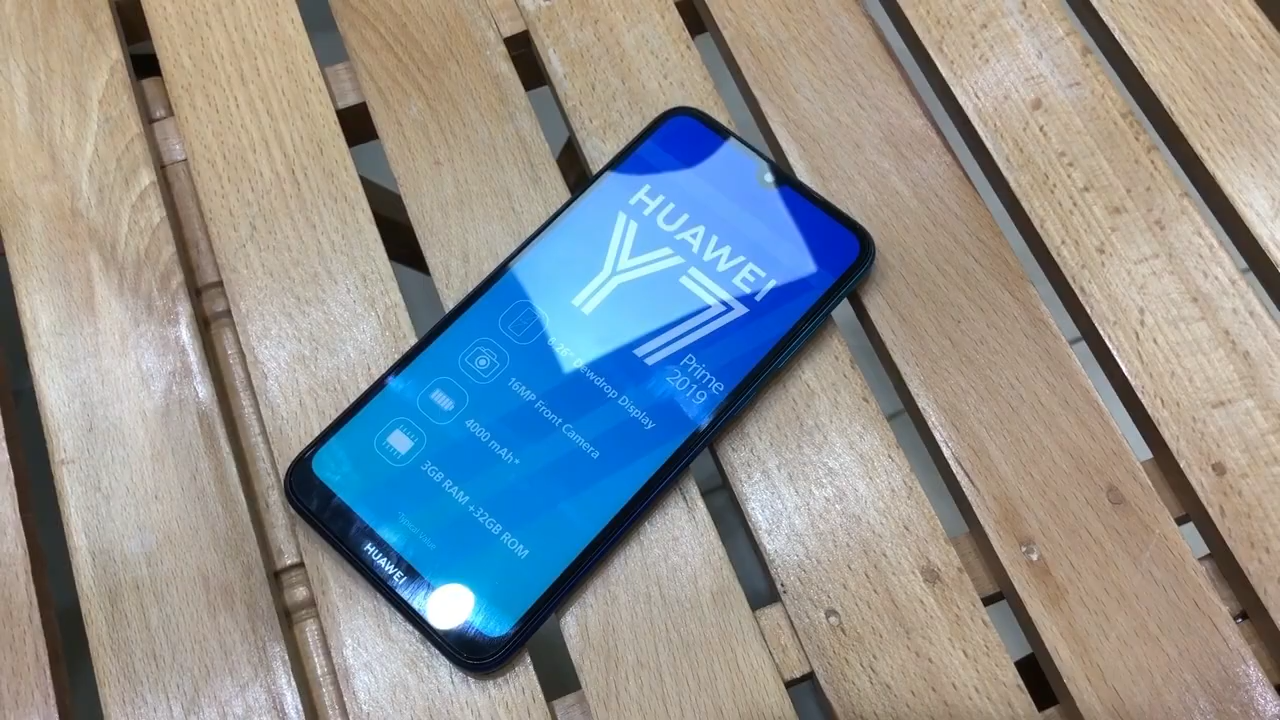 HUAWEI
Y7
Prime
2019
6.26" Dewdrop Display
16MP Front Camera
4000 mAh*
3GB RAM +32GB ROM
*Typical Value
HUAWEI